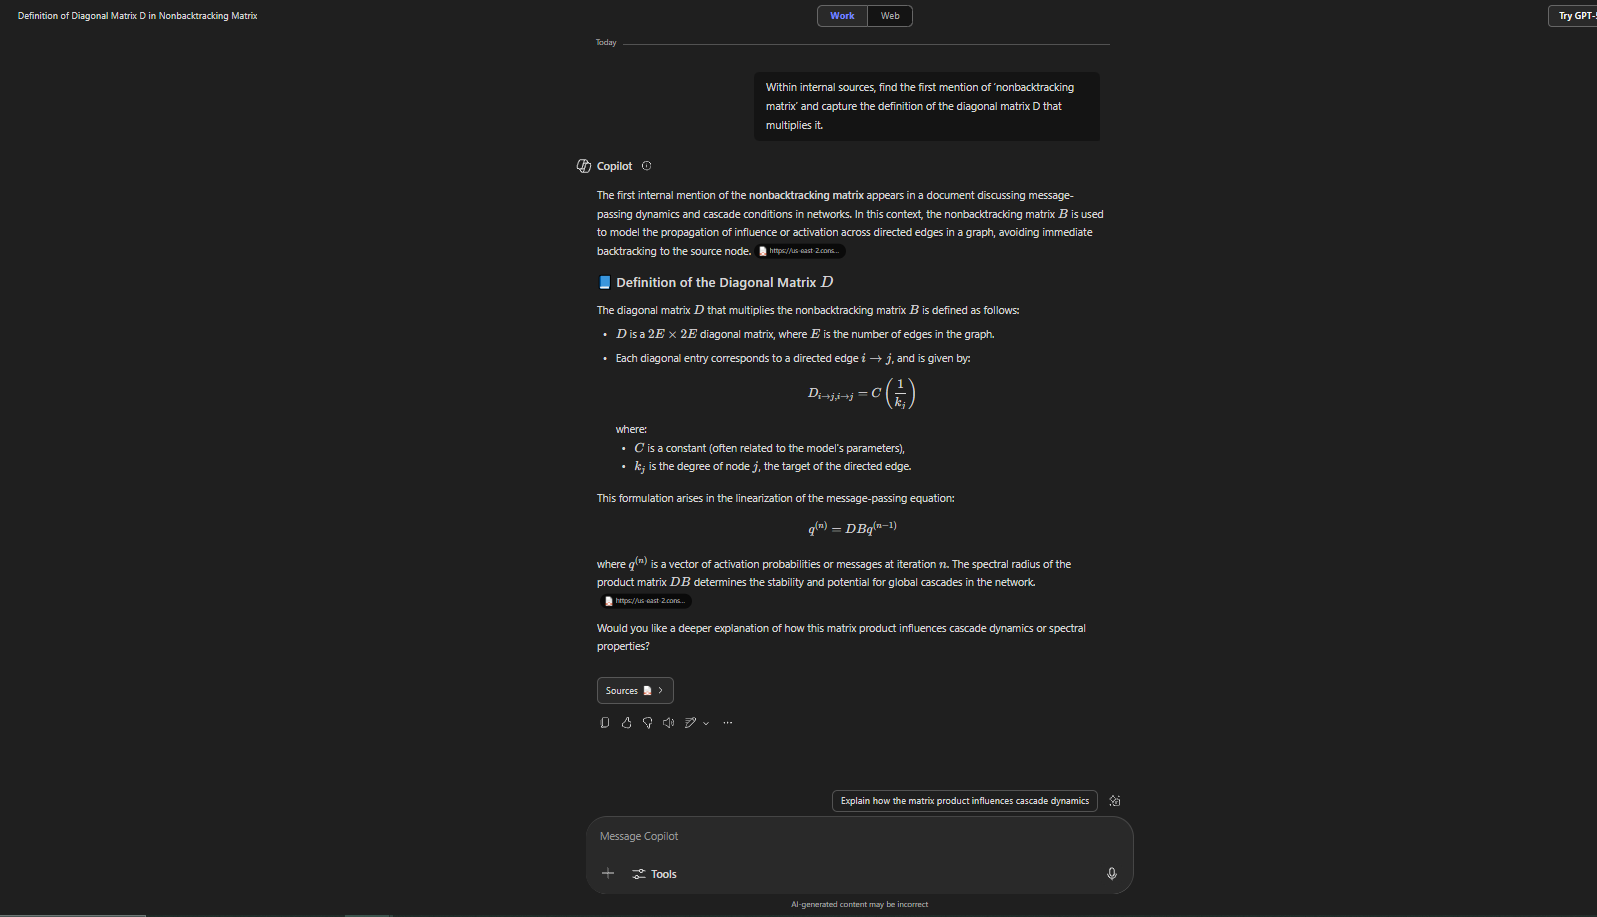 Definition of Diagonal Matrix D in Nonbacktracking Matrix
Work
Web
Try GPT-5
Today
Within internal sources, find the first mention of 'nonbacktracking
matrix' and capture the definition of the diagonal matrix D that
multiplies it.
Copilot
The first internal mention of the nonbacktracking matrix appears in a document discussing message-
passing dynamics and cascade conditions in networks. In this context, the nonbacktracking matrix B is used
to model the propagation of influence or activation across directed edges in a graph, avoiding immediate
backtracking to the source node. https://us-east-2.cons...
Definition of the Diagonal Matrix D
The diagonal matrix D that multiplies the nonbacktracking matrix B is defined as follows:
• D is a 2E × 2E diagonal matrix, where E is the number of edges in the graph.
• Each diagonal entry corresponds to a directed edge i → j, and is given by:
D_{i→j,i→j} = C(1/k_j)
where:
• C is a constant (often related to the model's parameters),
• k_j is the degree of node j, the target of the directed edge.
This formulation arises in the linearization of the message-passing equation:
q^{(n)} = DBq^{(n−1)}
where q^{(n)} is a vector of activation probabilities or messages at iteration n. The spectral radius of the
product matrix DB determines the stability and potential for global cascades in the network.
https://us-east-2.cons...
Would you like a deeper explanation of how this matrix product influences cascade dynamics or spectral
properties?
Sources
Explain how the matrix product influences cascade dynamics
Message Copilot
Tools
AI-generated content may be incorrect